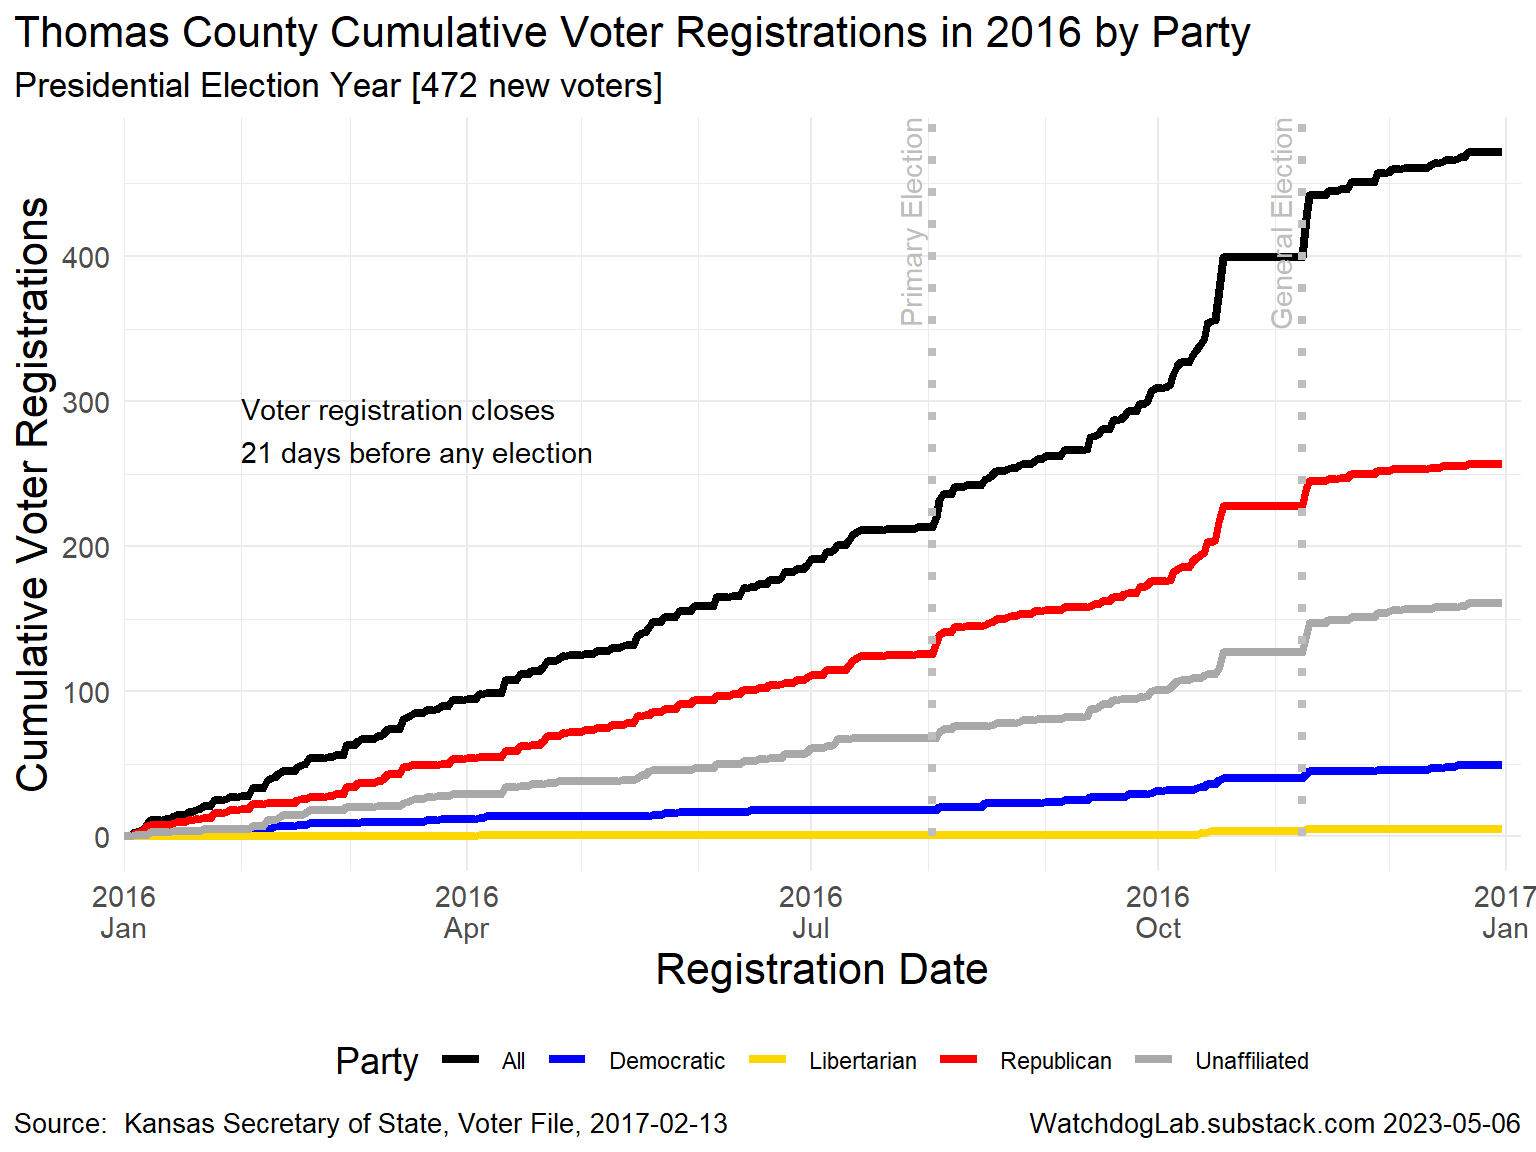 Thomas County Cumulative Voter Registrations in 2016 by Party
Presidential Election Year [472 new voters]
Cumulative Voter Registrations
400
300
200
100
0
Primary Election
General Election
Voter registration closes
21 days before any election
2016 2016 2016 2016 2017
Jan Apr Jul Oct Jan
Registration Date
Party All Democratic Libertarian Republican Unaffiliated
Source:  Kansas Secretary of State, Voter File, 2017-02-13
WatchdogLab.substack.com 2023-05-06